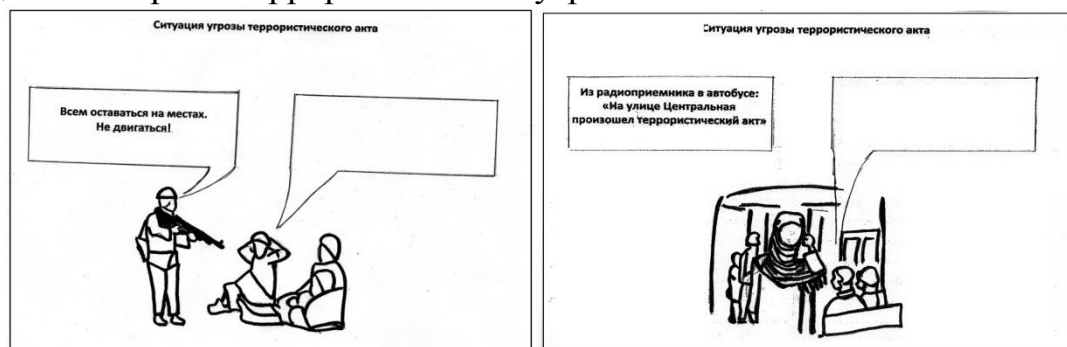 Ситуация угрозы террористического акта
Всем оставаться на местах.
Не двигаться!
Ситуация угрозы террористического акта
Из радиоприемника в автобусе:
«На улице Центральная
произошел террористический акт»